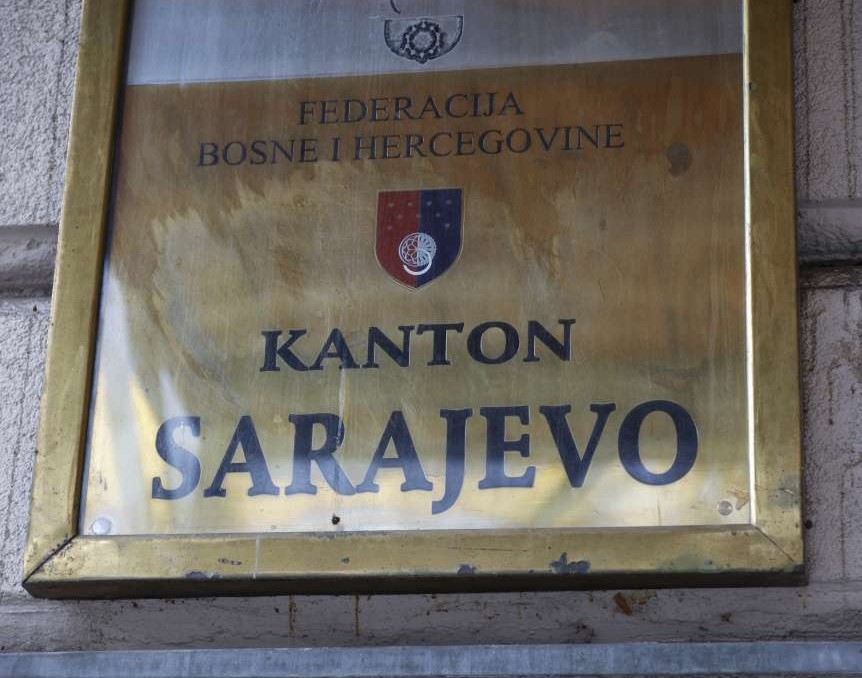 FEDERACIJA
BOSNE I HERCEGOVINE
KANTON
SARAJEVO